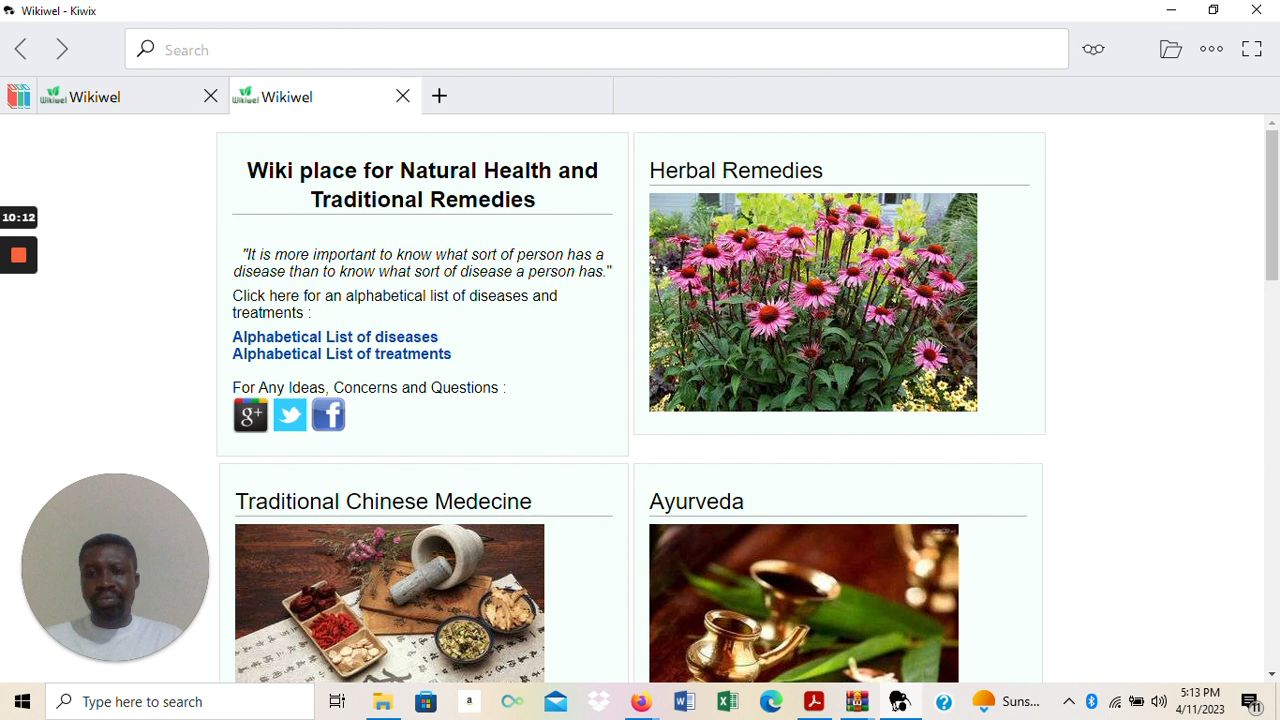 Wikiwel - Kiwix
Search
Wikiwel Wikiwel
Wikiwel Wikiwel
10:12
Wiki place for Natural Health and
Traditional Remedies
"It is more important to know what sort of person has a
disease than to know what sort of disease a person has."
Click here for an alphabetical list of diseases and
treatments :
Alphabetical List of diseases
Alphabetical List of treatments
For Any Ideas, Concerns and Questions :
g+ f
Herbal Remedies
Traditional Chinese Medecine
Ayurveda
Type here to search
a
W
X
Suns...
5:13 PM
4/11/2023
11